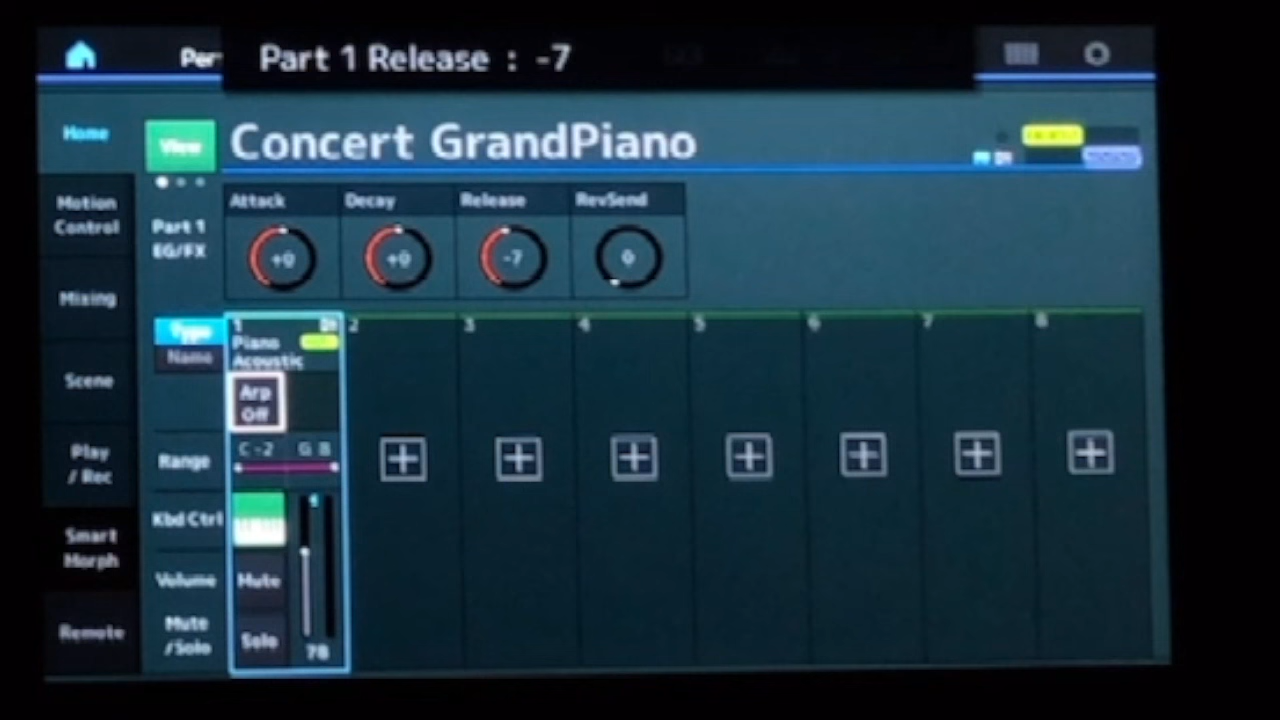 Per
Part 1 Release : -7
Home
View
Concert GrandPiano
Motion
Control
Part 1
EG/FX
Attack
Decay
Release
RevSend
+0
+0
-7
0
Mixing
Name
1
2
3
4
5
6
7
8
Piano
Acoustic
Scene
Arp
Off
Play
/ Rec
Range
C -2
G 8
Kbd Ctrl
Smart
Morph
Volume
Mute
Mute
/Solo
Solo
78
Remote